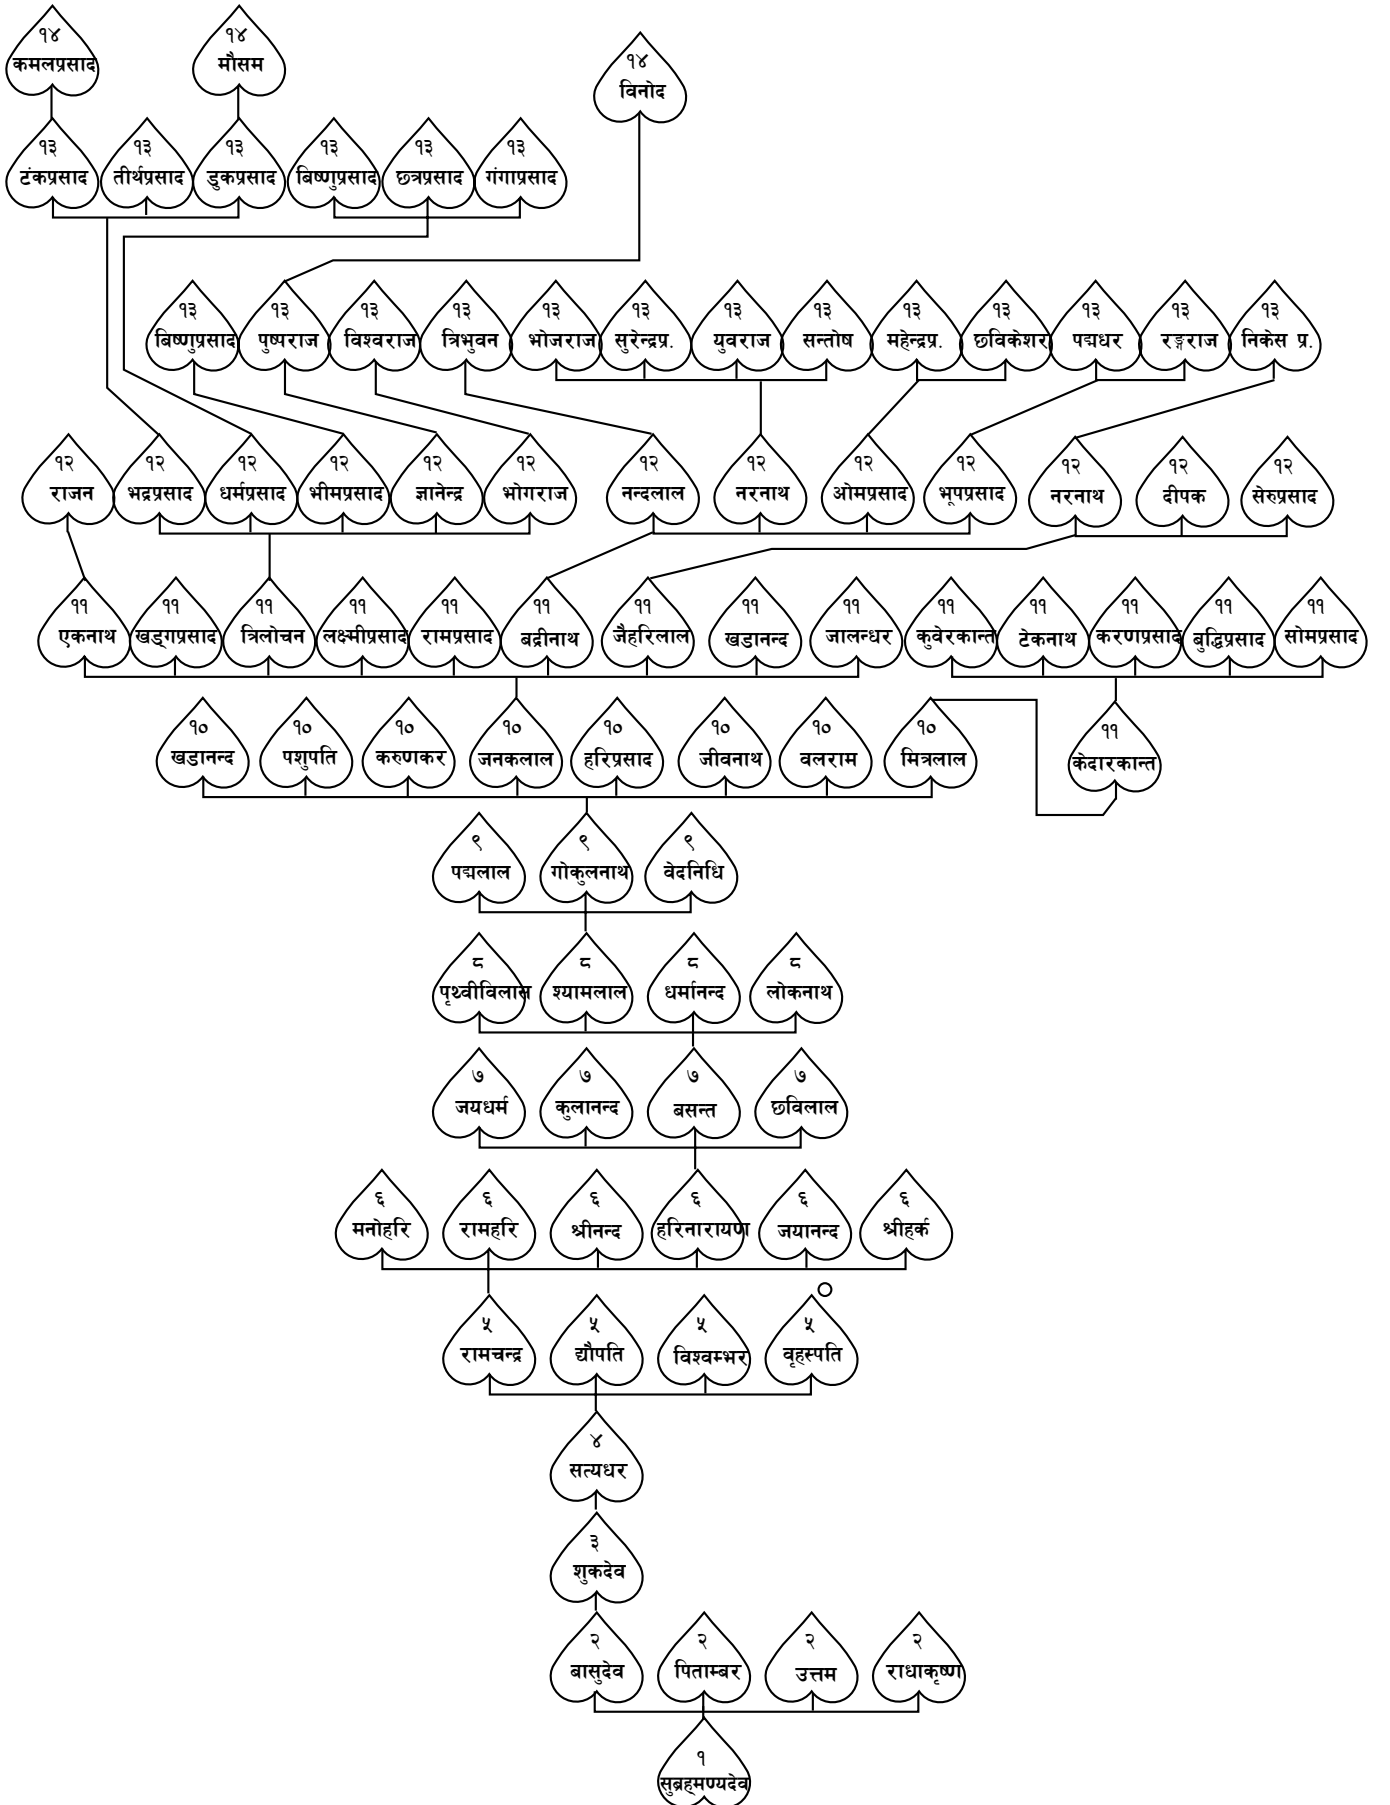 १४ १४
कमलप्रसाद मौसम
१४
विनोद
१३ १३ १३ १३ १३ १३
टंकप्रसाद तीर्थप्रसाद डुकप्रसाद बिष्णुप्रसाद छत्रप्रसाद गंगाप्रसाद
१३ १३ १३ १३ १३ १३ १३ १३ १३ १३ १३ १३ १३
बिष्णुप्रसाद पुष्पराज विश्वराज त्रिभुवन भोजराज सुरेन्द्रप्र. युवराज सन्तोष महेन्द्रप्र. छविकेशर पद्मधर रङ्गराज निकेस प्र.
१२ १२ १२ १२ १२ १२ १२ १२ १२ १२ १२ १२ १२
राजन भद्रप्रसाद धर्मप्रसाद भीमप्रसाद ज्ञानेन्द्र भोगराज नन्दलाल नरनाथ ओमप्रसाद भूपप्रसाद नरनाथ दीपक सेरुप्रसाद
११ ११ ११ ११ ११ ११ ११ ११ ११ ११ ११ ११ ११ ११
एकनाथ खड्गप्रसाद त्रिलोचन लक्ष्मीप्रसाद रामप्रसाद बद्रीनाथ जैहरिलाल खडानन्द जालन्धर कुवेरकान्त टेकनाथ करणप्रसाद बुद्धिप्रसाद सोमप्रसाद
१० १० १० १० १० १० १० १० ११
खडानन्द पशुपति करुणकर जनकलाल हरिप्रसाद जीवनाथ वलराम मित्रलाल केदारकान्त
९ ९ ९
पद्मलाल गोकुलनाथ वेदनिधि
८ ८ ८ ८
पृथ्वीविलास श्यामलाल धर्मानन्द लोकनाथ
७ ७ ७ ७
जयधर्म कुलानन्द बसन्त छविलाल
६ ६ ६ ६ ६ ६
मनोहरि रामहरि श्रीनन्द हरिनारायण जयानन्द श्रीहर्क
५ ५ ५ ५
रामचन्द्र द्यौपति विश्वम्भर वृहस्पति
४
सत्यधर
३
शुकदेव
२ २ २ २
बासुदेव पिताम्बर उत्तम राधाकृष्ण
१
सुब्रह्मण्यदेव